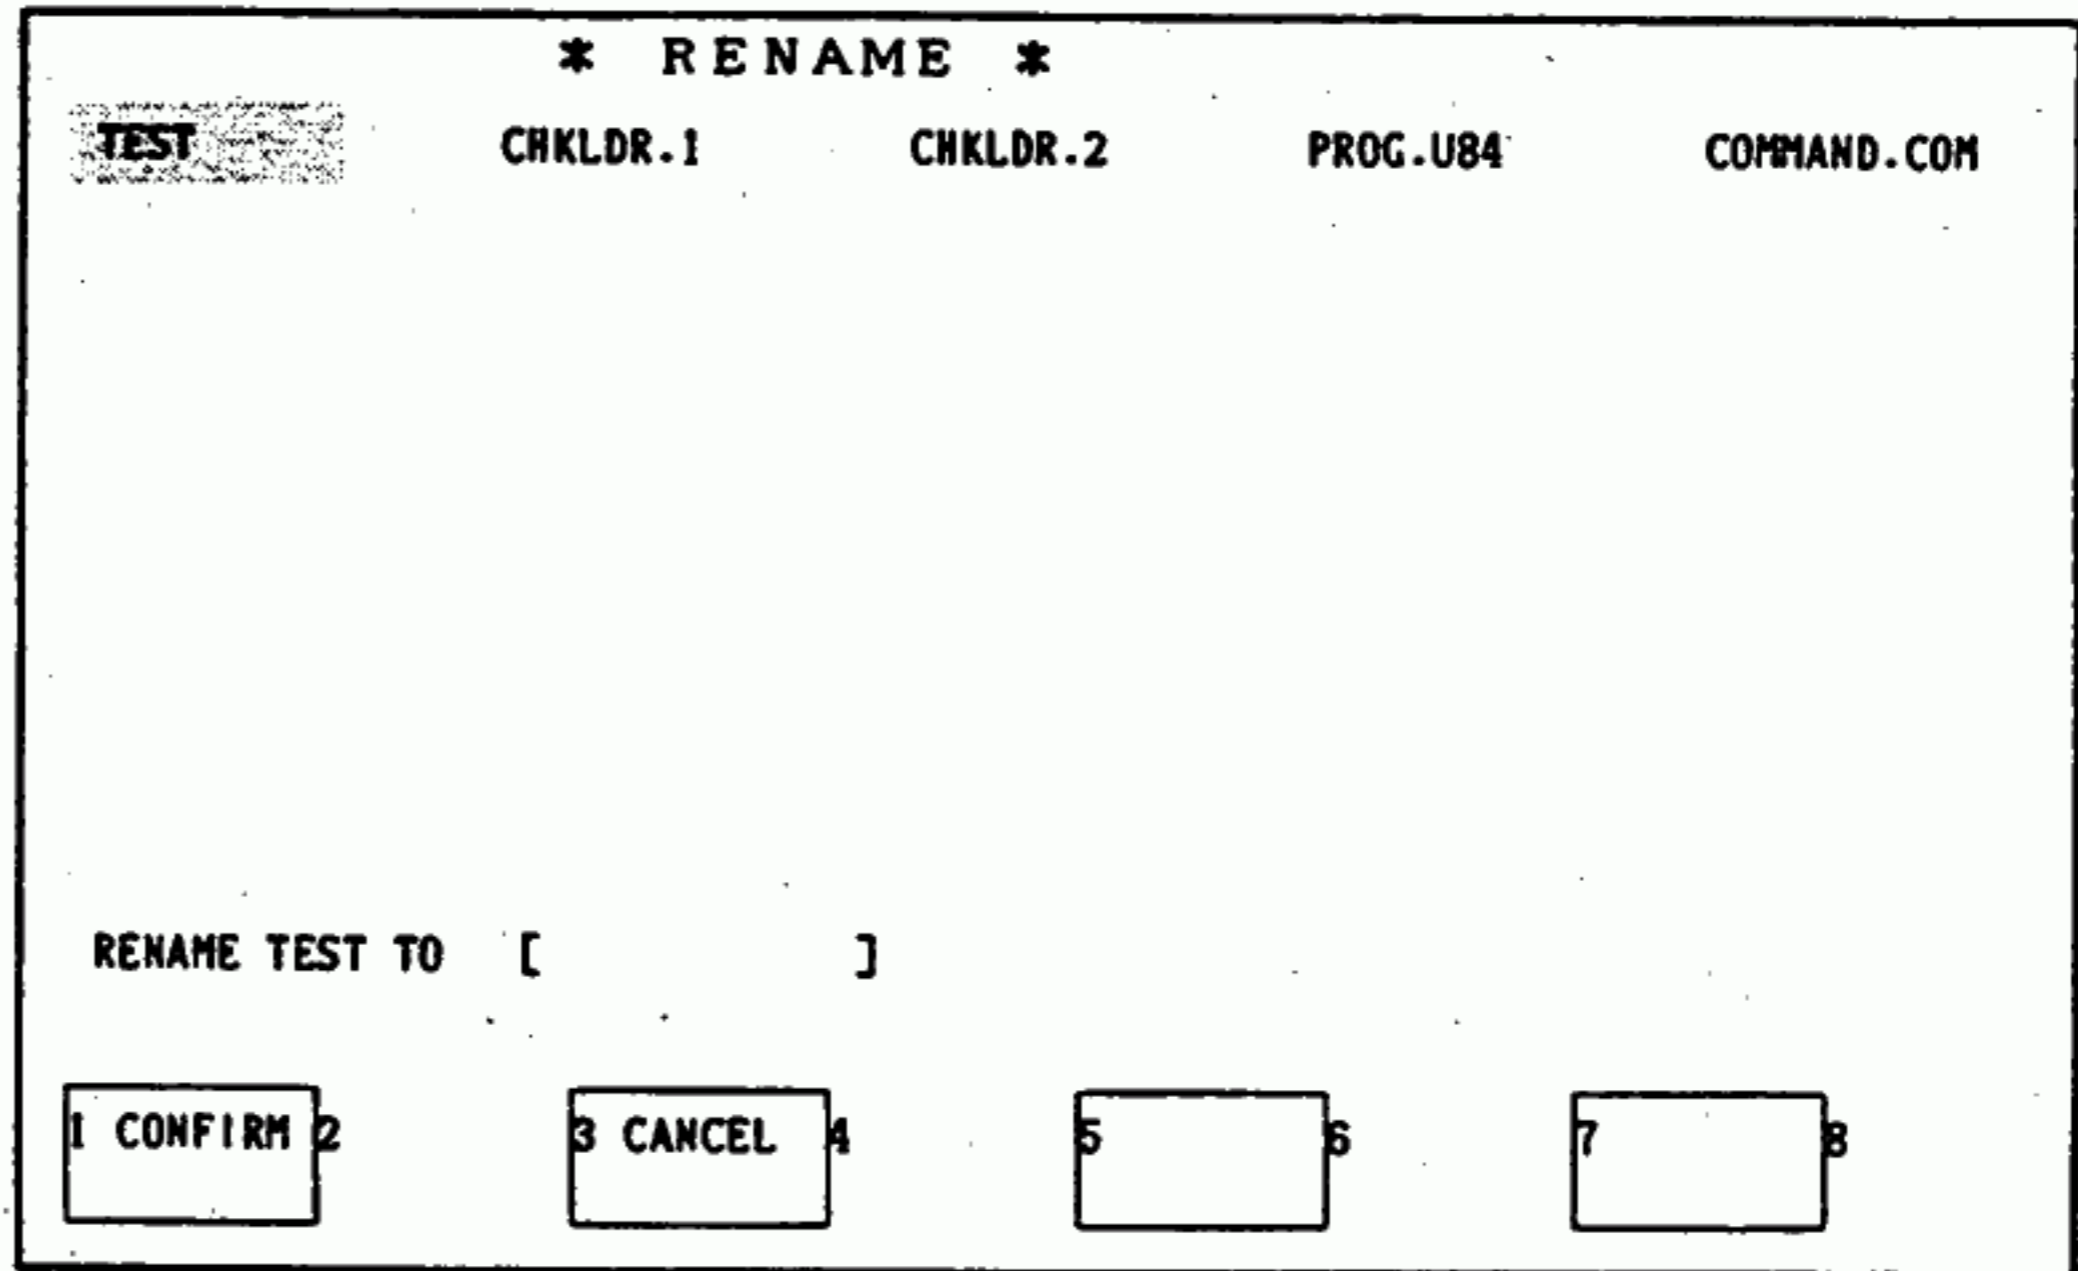 * RENAME *
TEST CHKLDR.1 CHKLDR.2 PROG.U84 COMMAND.COM
RENAME TEST TO [ ]
1 CONFIRM 2 3 CANCEL 4 5 6 7 8